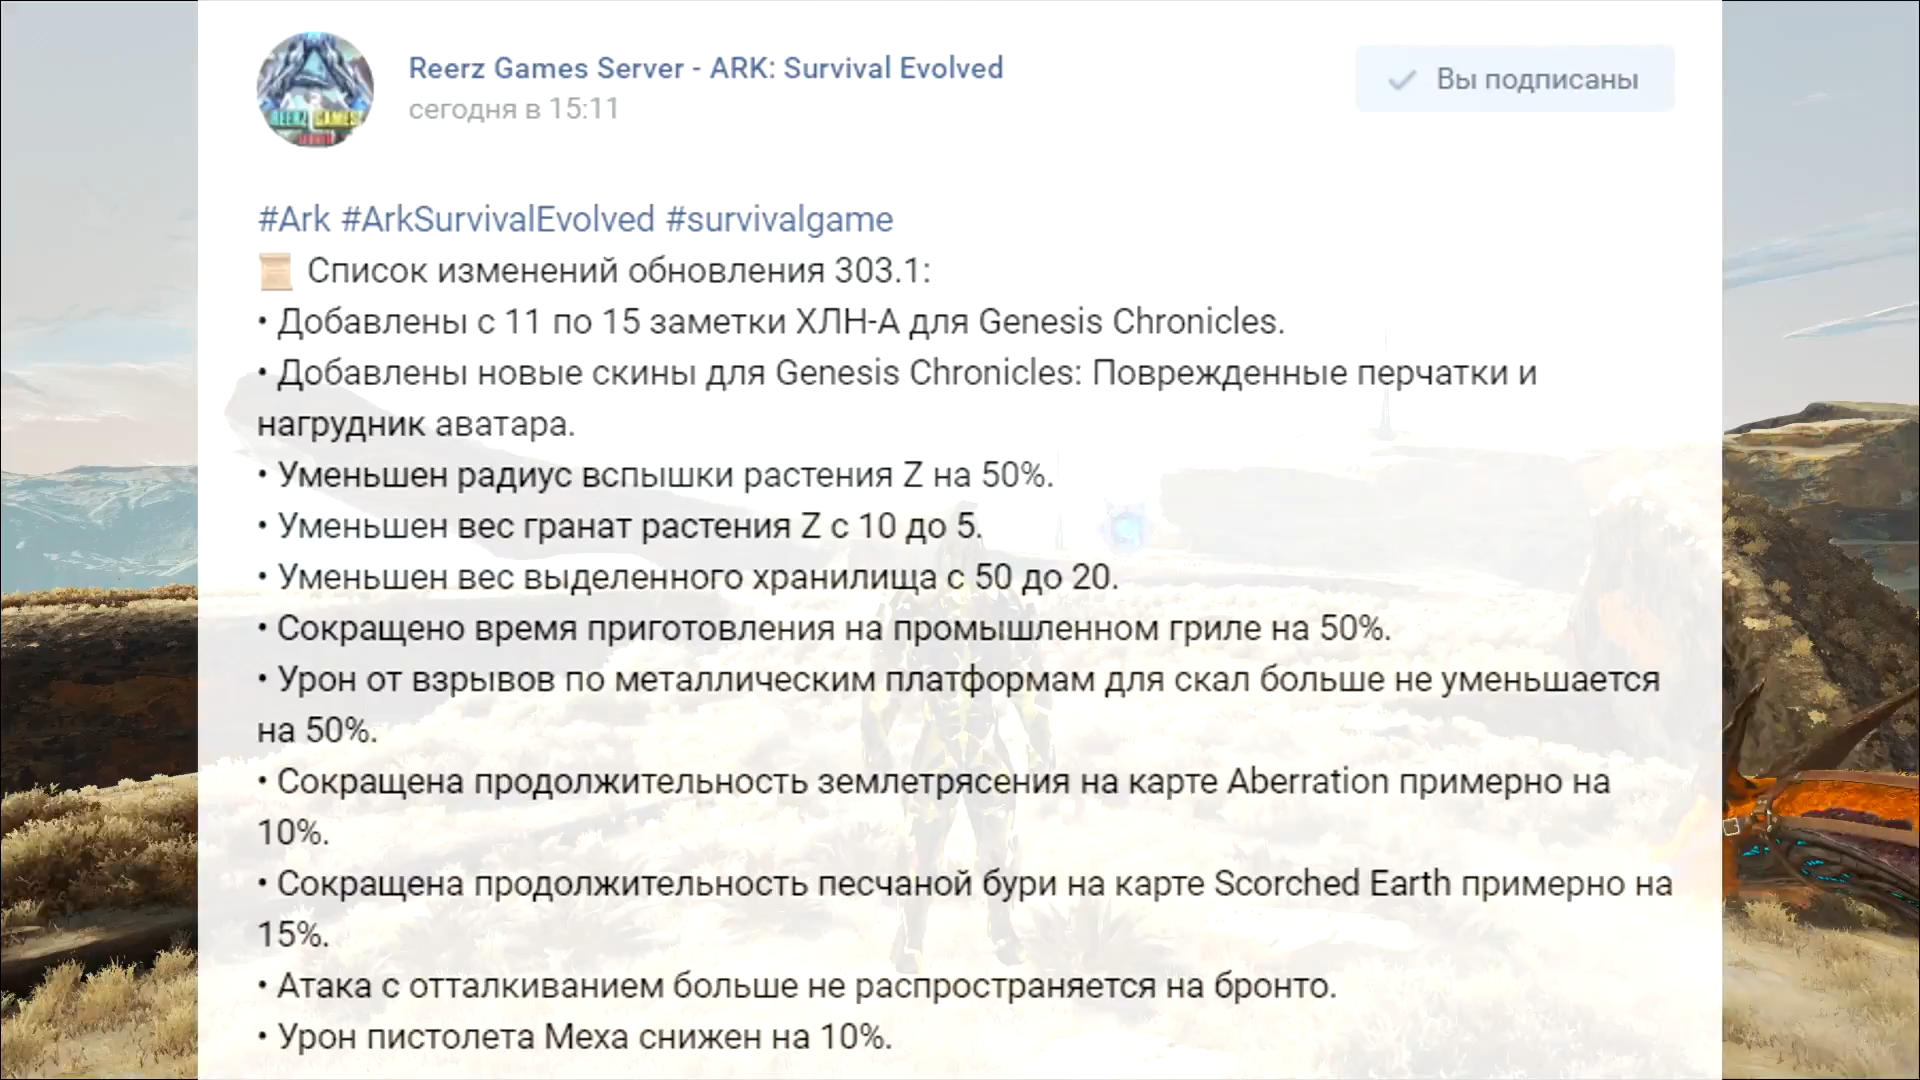 Reerz Games Server - ARK: Survival Evolved
сегодня в 15:11
Вы подписаны
REERZ GAMES
#Ark #ArkSurvivalEvolved #survivalgame
Список изменений обновления 303.1:
• Добавлены с 11 по 15 заметки ХЛН-А для Genesis Chronicles.
• Добавлены новые скины для Genesis Chronicles: Поврежденные перчатки и
нагрудник аватара.
• Уменьшен радиус вспышки растения Z на 50%.
• Уменьшен вес гранат растения Z с 10 до 5.
• Уменьшен вес выделенного хранилища с 50 до 20.
• Сокращено время приготовления на промышленном гриле на 50%.
• Урон от взрывов по металлическим платформам для скал больше не уменьшается
на 50%.
• Сокращена продолжительность землетрясения на карте Aberration примерно на
10%.
• Сокращена продолжительность песчаной бури на карте Scorched Earth примерно на
15%.
• Атака с отталкиванием больше не распространяется на бронто.
• Урон пистолета Меха снижен на 10%.